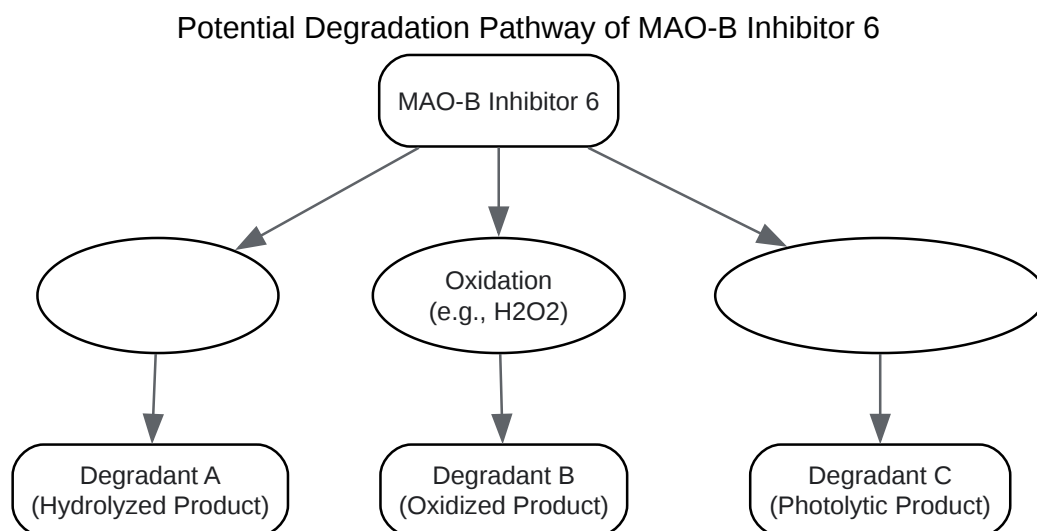 Potential Degradation Pathway of MAO-B Inhibitor 6
MAO-B Inhibitor 6
Oxidation
(e.g., H2O2)
Degradant A
(Hydrolyzed Product)
Degradant B
(Oxidized Product)
Degradant C
(Photolytic Product)